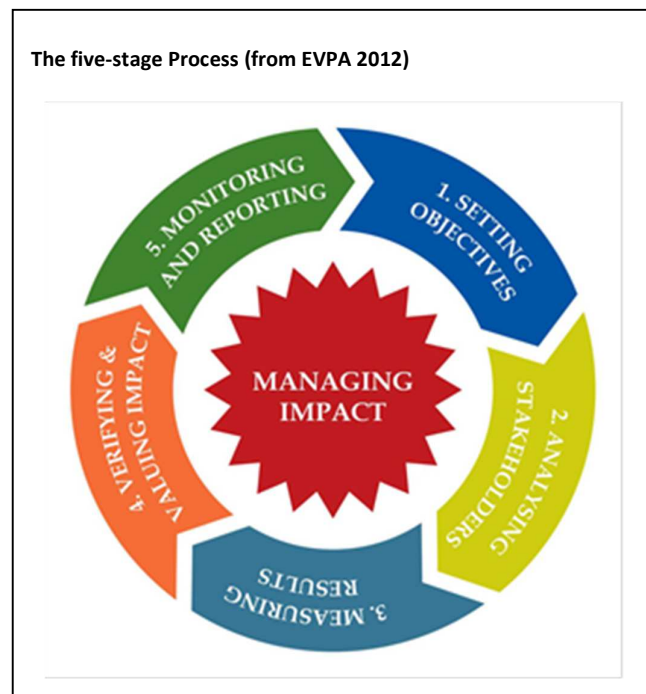 The five-stage Process (from EVPA 2012)
1. SETTING
OBJECTIVES
2. ANALYSING
STAKEHOLDERS
3. MEASURING
RESULTS
4. VERIFYING &
VALUING IMPACT
5. MONITORING
AND REPORTING
MANAGING
IMPACT